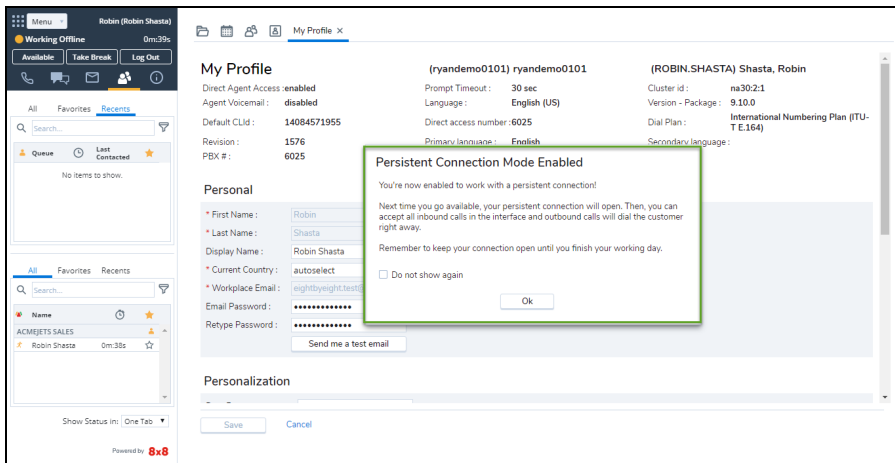 Menu
Robin (Robin Shasta)
Working Offline 0m:39s
Available Take Break Log Out
All Favorites Recents
Search...
Queue Last Contacted
No items to show.
All Favorites Recents
Search...
Name
ACMEJETS SALES
Robin Shasta 0m:38s
Show Status in: One Tab
Powered by 8x8
My Profile
My Profile (ryandemo0101) ryandemo0101 (ROBIN.SHASTA) Shasta, Robin
Direct Agent Access : enabled Prompt Timeout : 30 sec Cluster id : na30:2:1
Agent Voicemail : disabled Language : English (US) Version - Package : 9.10.0
Default CLId : 14084571955 Direct access number : 6025 Dial Plan : International Numbering Plan (ITU-
T E.164)
Revision : 1576 Primary language : English Secondary language :
PBX # : 6025
Personal
* First Name : Robin
* Last Name : Shasta
Display Name : Robin Shasta
* Current Country : autoselect
* Workplace Email : eightbyeight.test@
Email Password : •••••••••••••
Retype Password : •••••••••••••
Send me a test email
Personalization
Save Cancel
Persistent Connection Mode Enabled
You're now enabled to work with a persistent connection!
Next time you go available, your persistent connection will open. Then, you can
accept all inbound calls in the interface and outbound calls will dial the customer
right away.
Remember to keep your connection open until you finish your working day.
Do not show again
Ok